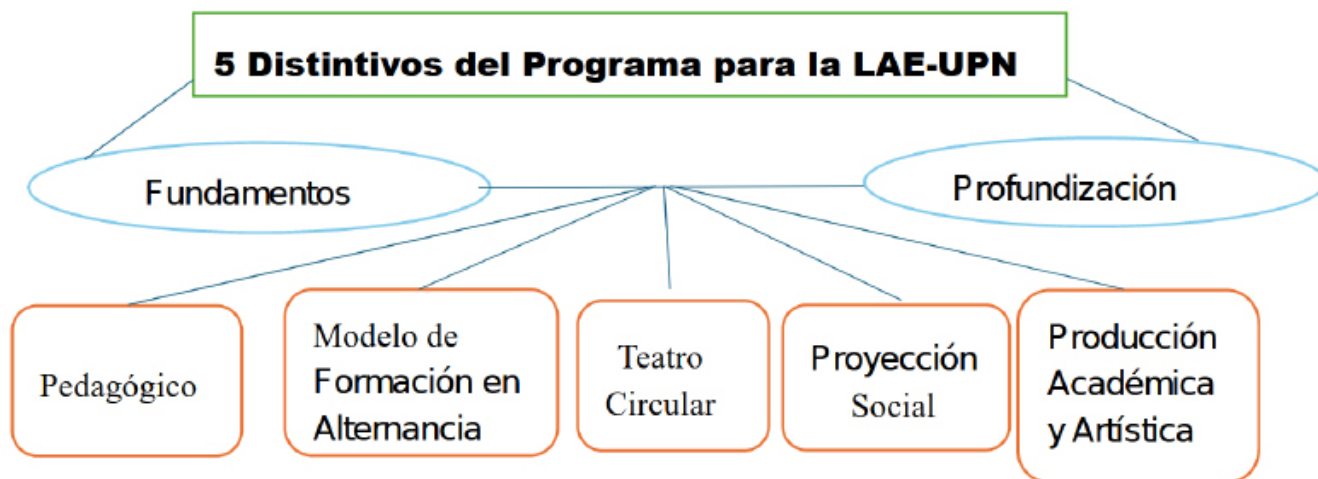 5 Distintivos del Programa para la LAE-UPN
Fundamentos
Profundización
Pedagógico
Modelo de
Formación en
Alternancia
Teatro
Circular
Proyección
Social
Producción
Académica
y Artística